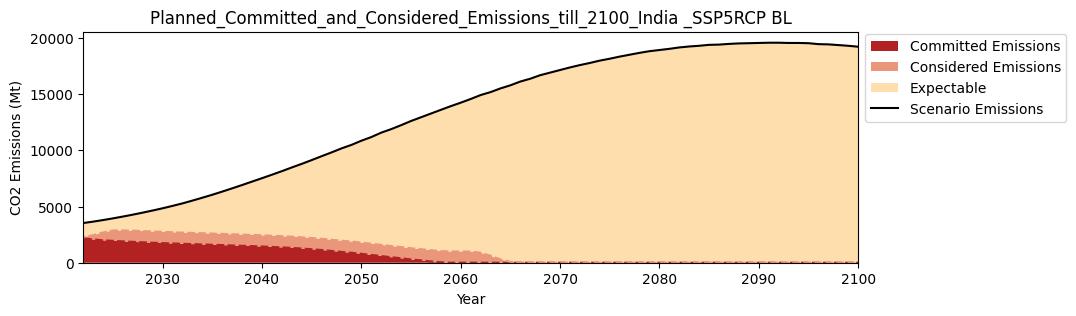 Planned_Committed_and_Considered_Emissions_till_2100_India _SSP5RCP BL
Committed Emissions
Considered Emissions
Expectable
Scenario Emissions
CO2 Emissions (Mt)
20000
15000
10000
5000
0
2030 2040 2050 2060 2070 2080 2090 2100
Year